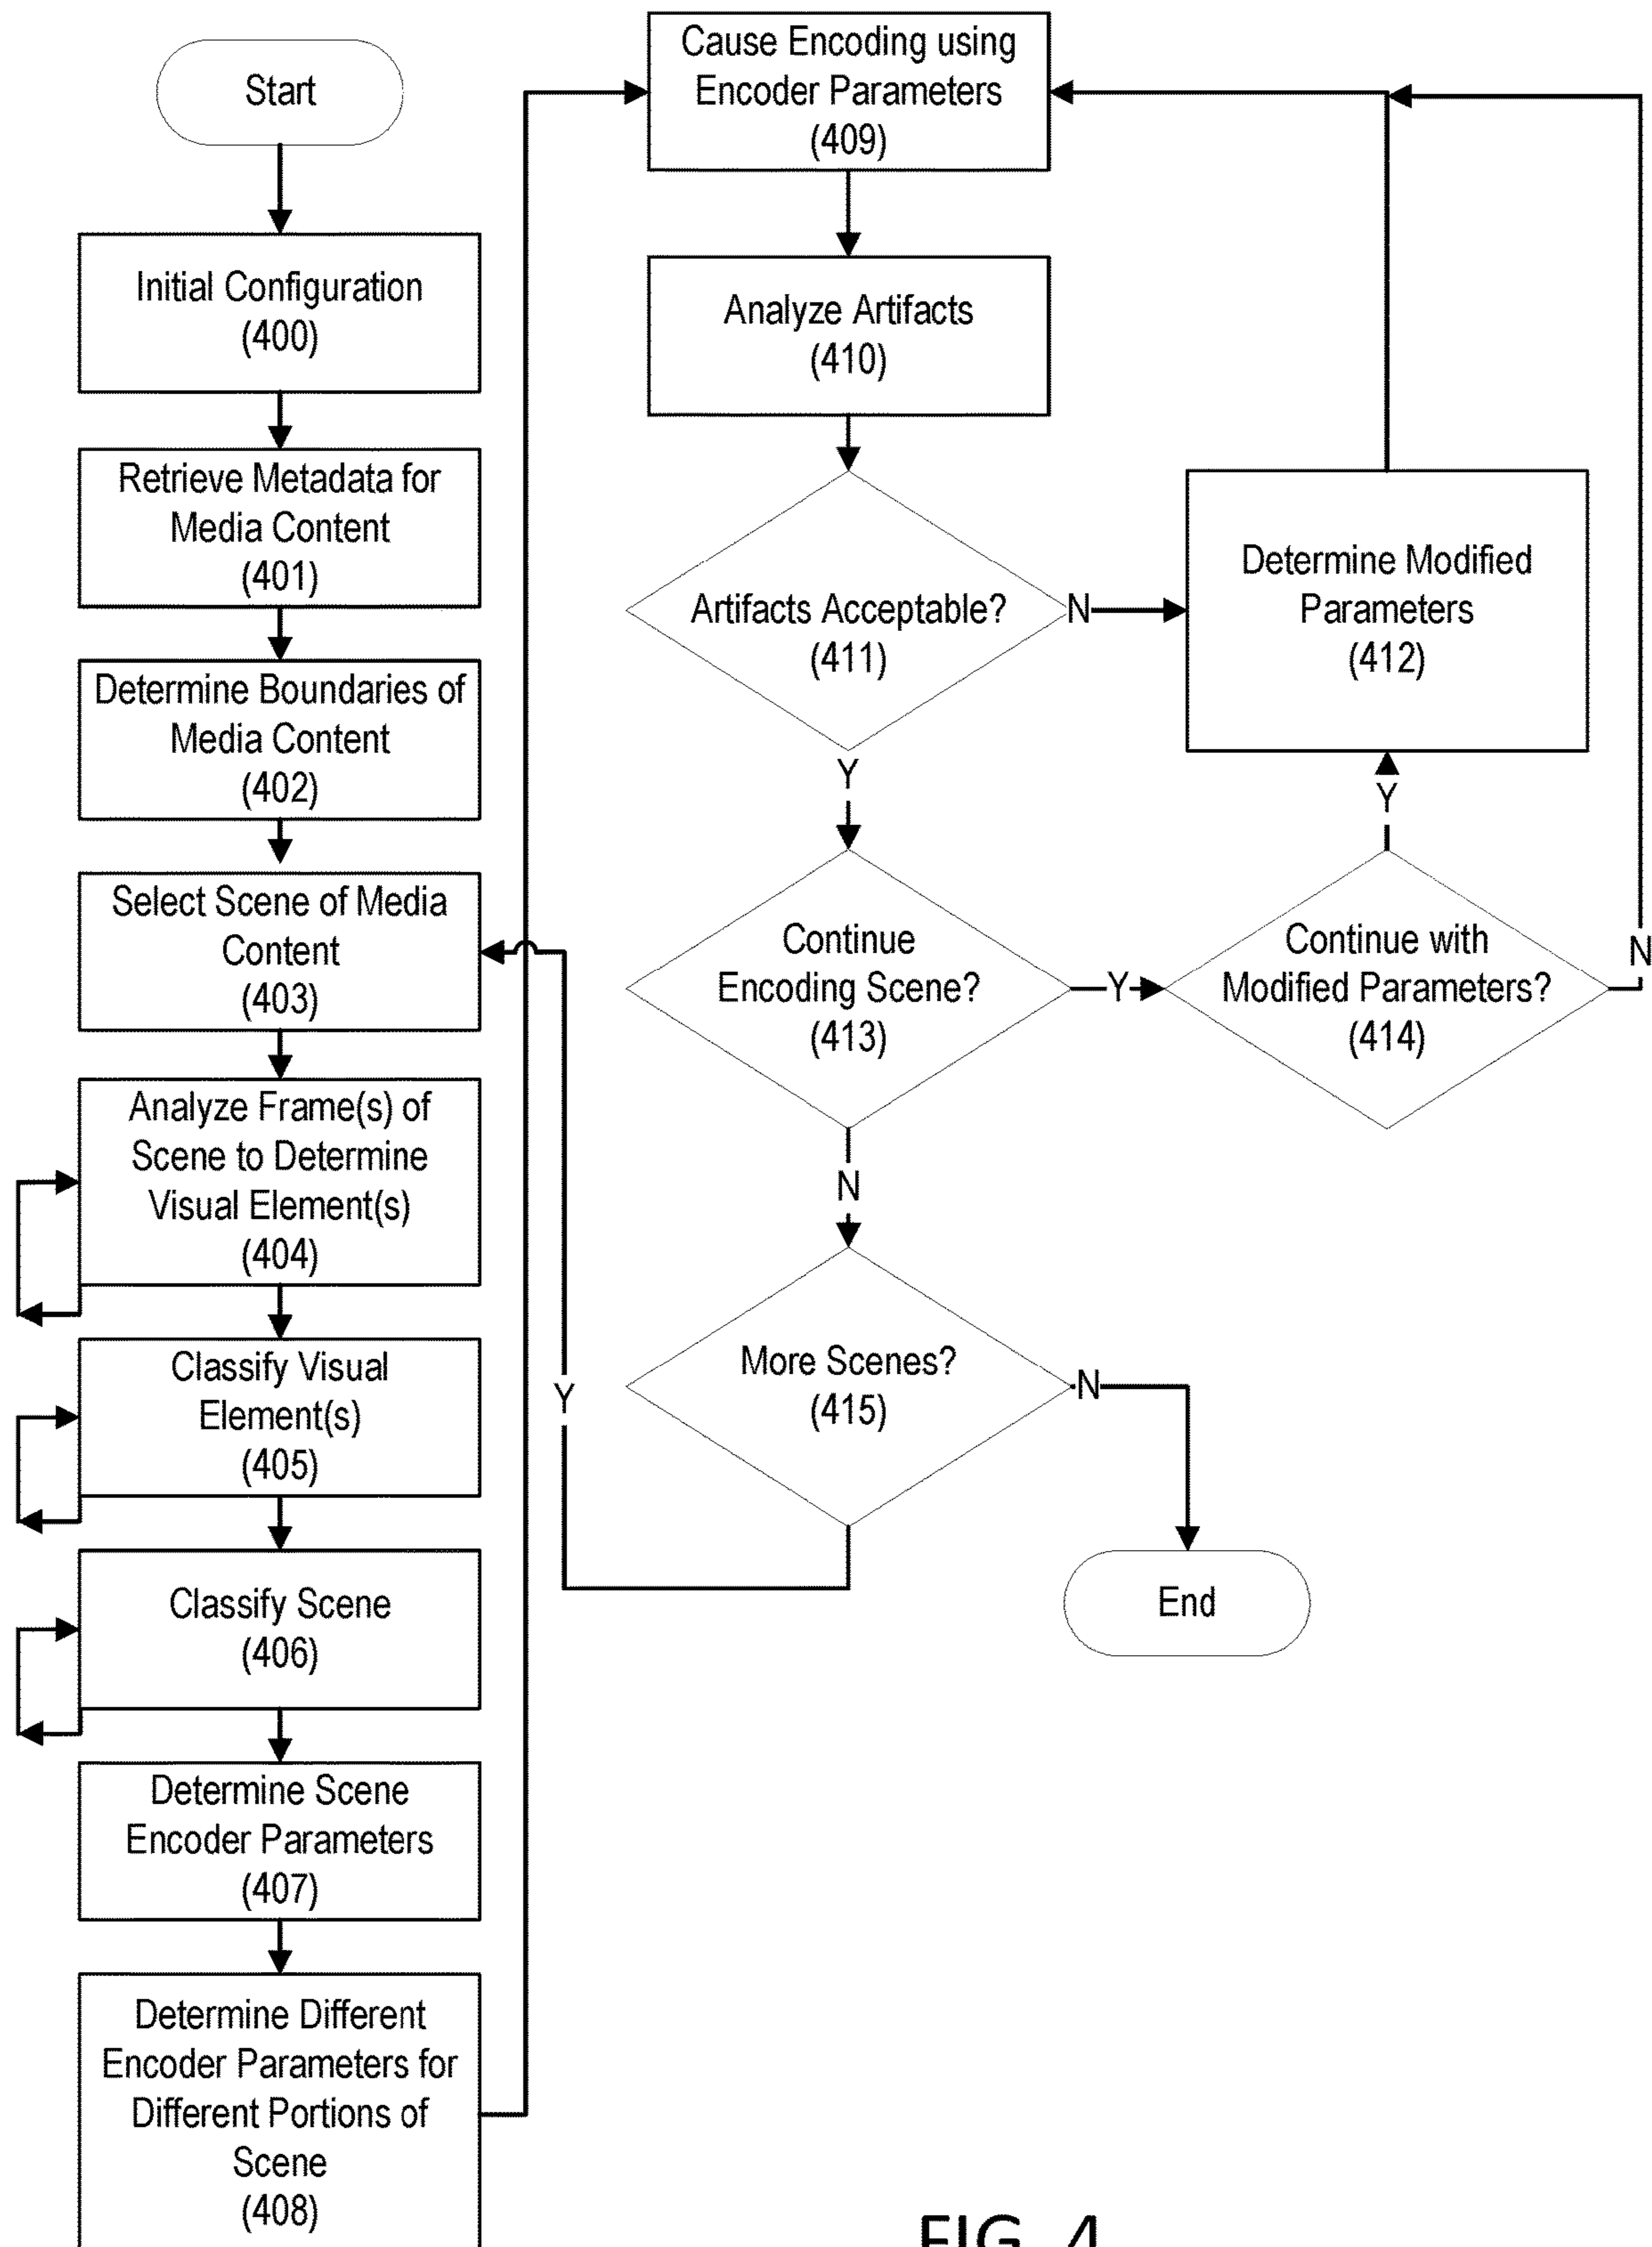 Start
Initial Configuration
(400)
Retrieve Metadata for
Media Content
(401)
Determine Boundaries of
Media Content
(402)
Select Scene of Media
Content
(403)
Analyze Frame(s) of
Scene to Determine
Visual Element(s)
(404)
Classify Visual
Element(s)
(405)
Classify Scene
(406)
Determine Scene
Encoder Parameters
(407)
Determine Different
Encoder Parameters for
Different Portions of
Scene
(408)
Cause Encoding using
Encoder Parameters
(409)
Analyze Artifacts
(410)
Artifacts Acceptable?
(411)
N
Y
Determine Modified
Parameters
(412)
Continue
Encoding Scene?
(413)
Y
N
Continue with
Modified Parameters?
(414)
Y
N
More Scenes?
(415)
Y
N
End
FIG. 4